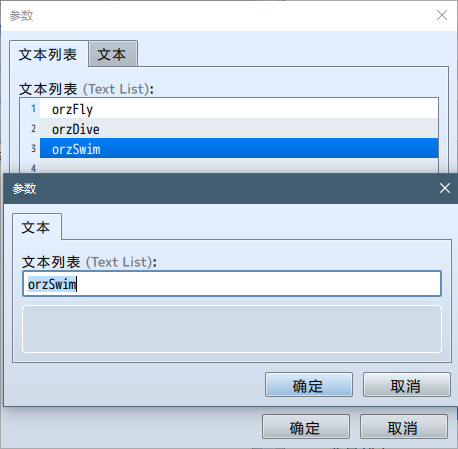 参数
文本列表 文本
文本列表 (Text List):
1 orzFly
2 orzDive
3 orzSwim
4
参数
文本
文本列表 (Text List):
orzSwim
确定 取消
确定 取消